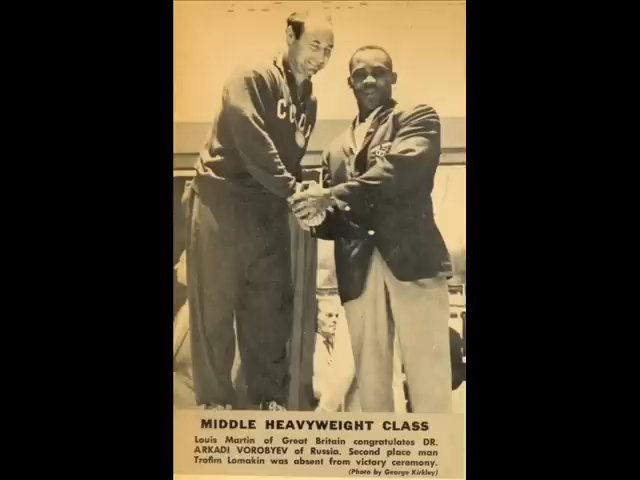 CCCP
MIDDLE HEAVYWEIGHT CLASS
Louis Martin of Great Britain congratulates DR.
ARKADI VOROBYEV of Russia. Second place man
Trofim Lomakin was absent from victory ceremony.
(Photo by George Kirkley)